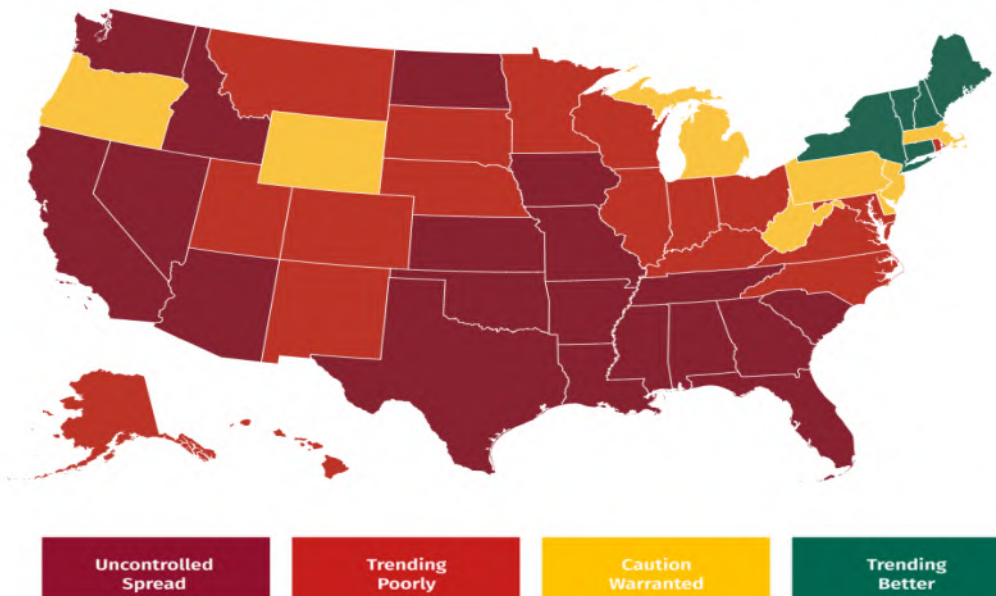 Uncontrolled
Spread
Trending
Poorly
Caution
Warranted
Trending
Better